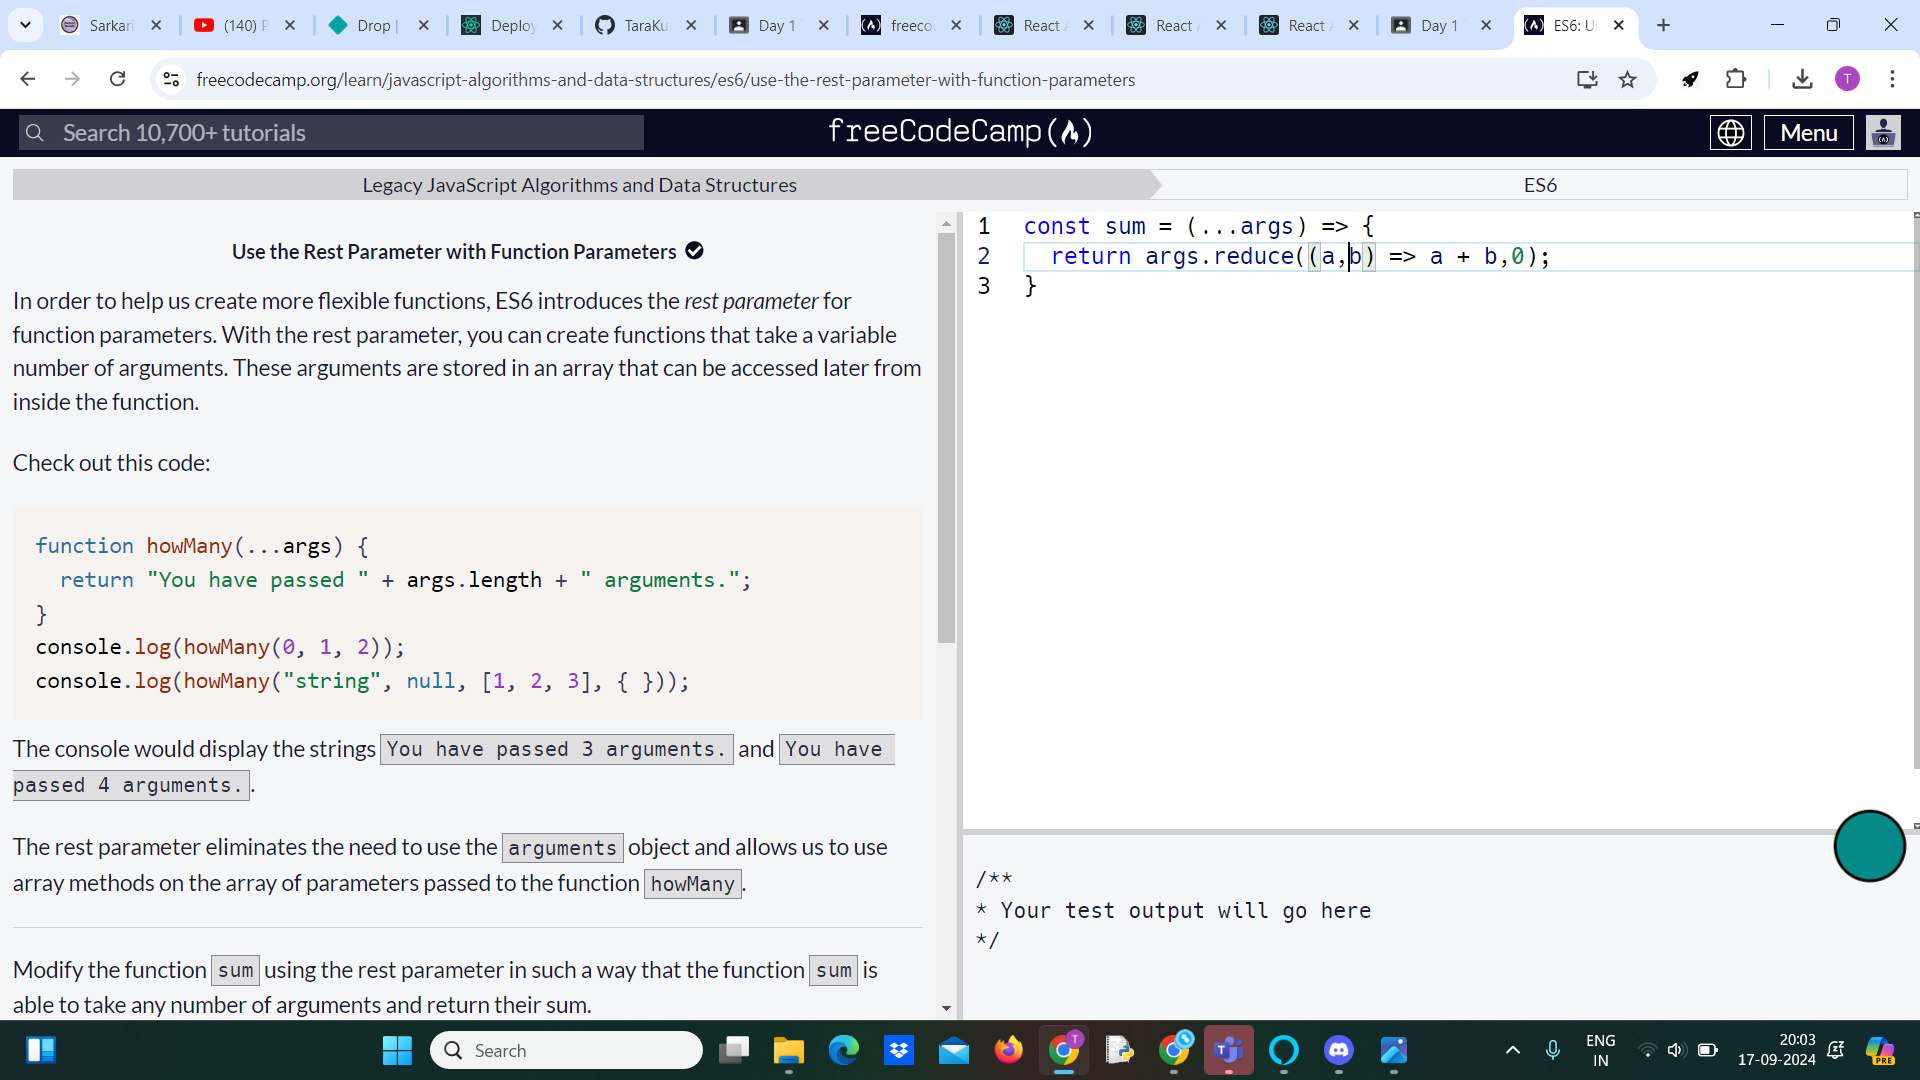 Sarkari
(140) P
Drop |
Deploy
TaraKu
Day 1
freeco
React A
React A
React A
Day 1
ES6: Us
freecodecamp.org/learn/javascript-algorithms-and-data-structures/es6/use-the-rest-parameter-with-function-parameters
T
Search 10,700+ tutorials
freeCodeCamp(🔥)
Menu
Legacy JavaScript Algorithms and Data Structures
ES6
Use the Rest Parameter with Function Parameters
In order to help us create more flexible functions, ES6 introduces the rest parameter for
function parameters. With the rest parameter, you can create functions that take a variable
number of arguments. These arguments are stored in an array that can be accessed later from
inside the function.
Check out this code:
function howMany(...args) {
  return "You have passed " + args.length + " arguments.";
}
console.log(howMany(0, 1, 2));
console.log(howMany("string", null, [1, 2, 3], { }));
The console would display the strings You have passed 3 arguments. and You have
passed 4 arguments..
The rest parameter eliminates the need to use the arguments object and allows us to use
array methods on the array of parameters passed to the function howMany.
Modify the function sum using the rest parameter in such a way that the function sum is
able to take any number of arguments and return their sum.
1 const sum = (...args) => {
2   return args.reduce((a,b) => a + b,0);
3 }
/**
* Your test output will go here
*/
Search
T
ENG
IN
20:03
17-09-2024
PRE